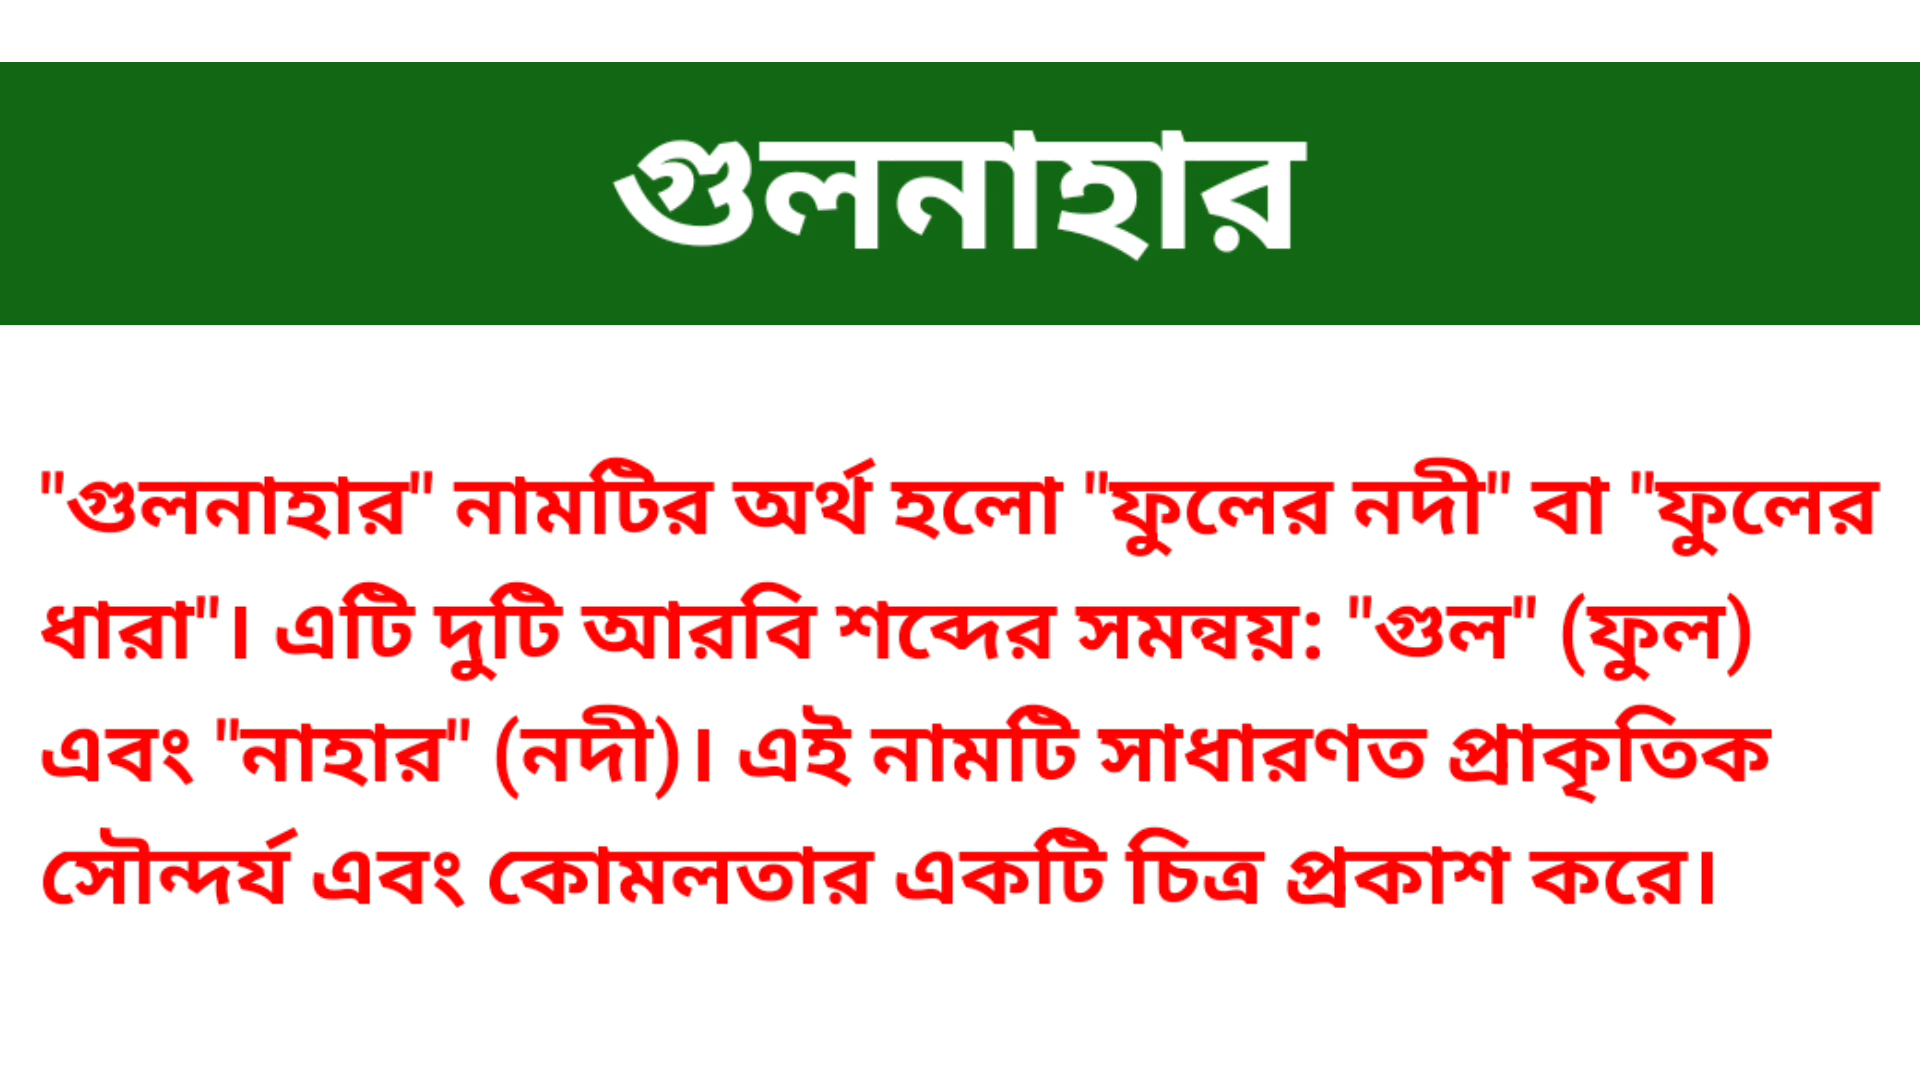 গুলনাহার
"গুলনাহার" নামটির অর্থ হলো "ফুলের নদী" বা "ফুলের
ধারা"। এটি দুটি আরবি শব্দের সমন্বয়: "গুল" (ফুল)
এবং "নাহার" (নদী)। এই নামটি সাধারণত প্রাকৃতিক
সৌন্দর্য এবং কোমলতার একটি চিত্র প্রকাশ করে।